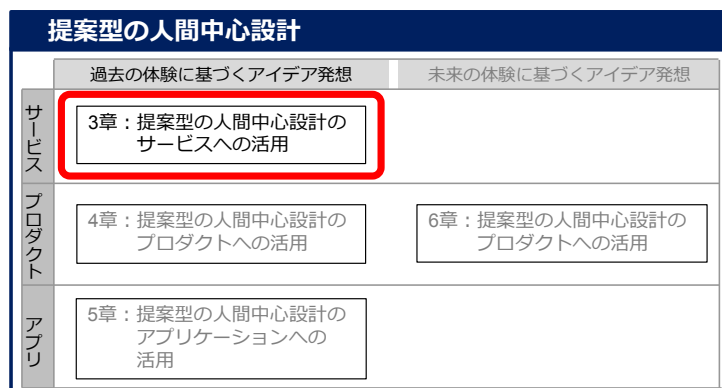 提案型の人間中心設計
過去の体験に基づくアイデア発想
未来の体験に基づくアイデア発想
サービス
3章：提案型の人間中心設計の
サービスへの活用
プロダクト
4章：提案型の人間中心設計の
プロダクトへの活用
6章：提案型の人間中心設計の
プロダクトへの活用
アプリ
5章：提案型の人間中心設計の
アプリケーションへの
活用